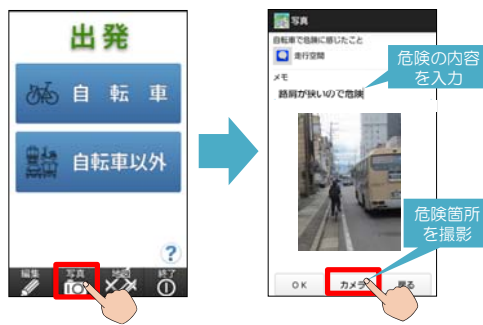 出発
自転車
自転車以外
?
編集
写真
地図
終了
写真
自転車で危険に感じたこと
走行空間
メモ
路肩が狭いので危険
危険の内容
を入力
危険箇所
を撮影
OK
カメラ
戻る